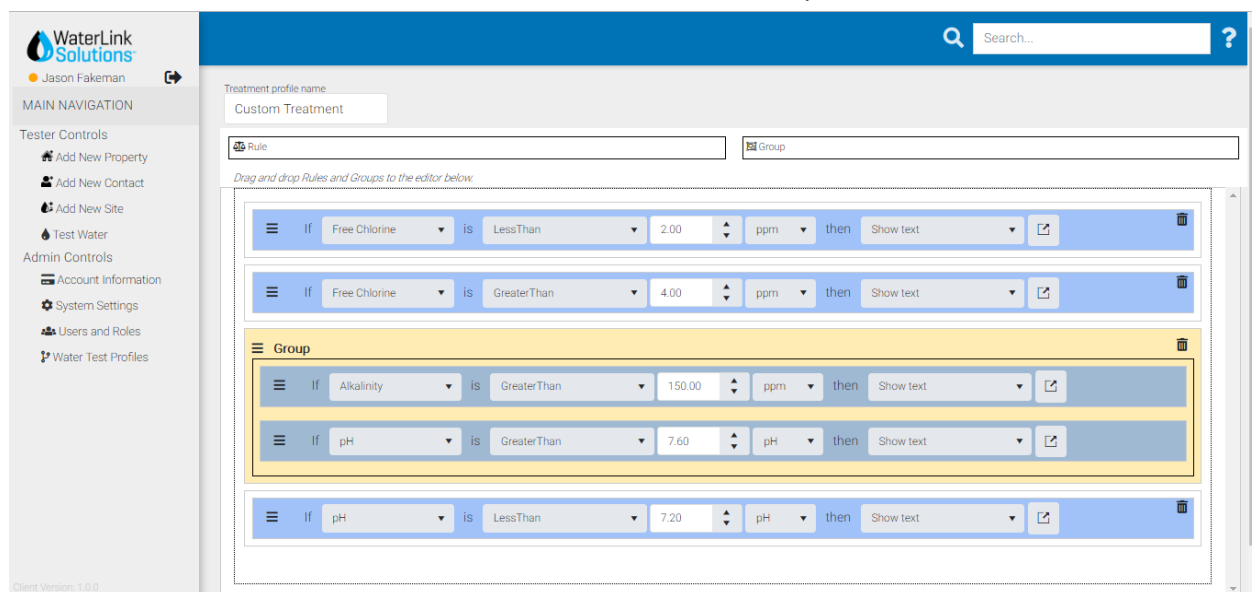 WaterLink
Solutions
Search...
?
Jason Fakeman
MAIN NAVIGATION
Tester Controls
Add New Property
Add New Contact
Add New Site
Test Water
Admin Controls
Account Information
System Settings
Users and Roles
Water Test Profiles
Client Version: 1.0.0
Treatment profile name
Custom Treatment
Rule
Group
Drag and drop Rules and Groups to the editor below.
If Free Chlorine is LessThan 2.00 ppm then Show text
If Free Chlorine is GreaterThan 4.00 ppm then Show text
Group
If Alkalinity is GreaterThan 150.00 ppm then Show text
If pH is GreaterThan 7.60 pH then Show text
If pH is LessThan 7.20 pH then Show text